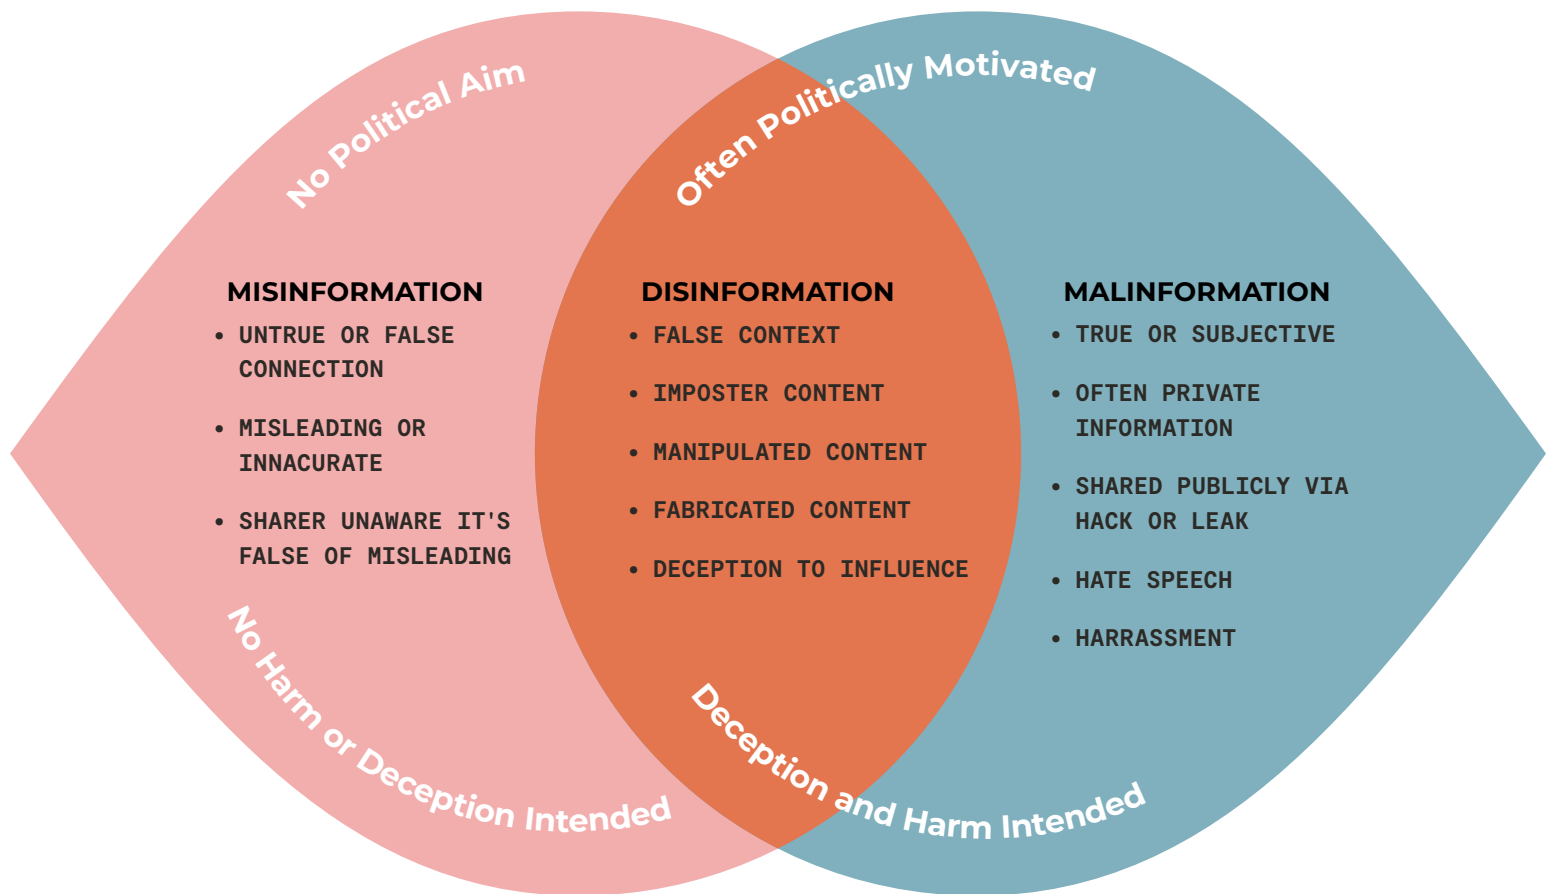 No Political Aim
Often Politically Motivated
MISINFORMATION
• UNTRUE OR FALSE
CONNECTION
• MISLEADING OR
INNACURATE
• SHARER UNAWARE IT'S
FALSE OF MISLEADING
DISINFORMATION
• FALSE CONTEXT
• IMPOSTER CONTENT
• MANIPULATED CONTENT
• FABRICATED CONTENT
• DECEPTION TO INFLUENCE
MALINFORMATION
• TRUE OR SUBJECTIVE
• OFTEN PRIVATE
INFORMATION
• SHARED PUBLICLY VIA
HACK OR LEAK
• HATE SPEECH
• HARRASSMENT
No Harm or Deception Intended
Deception and Harm Intended